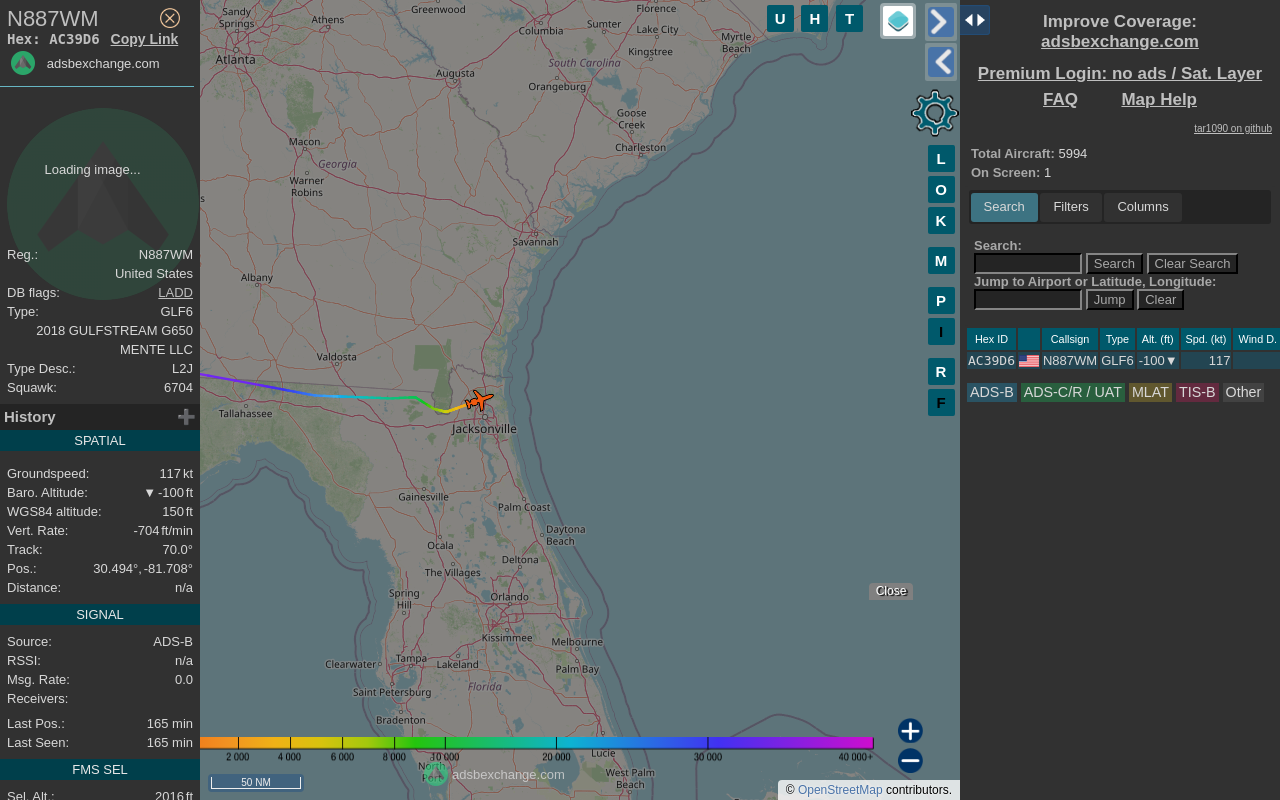 N887WM
Hex: AC39D6 Copy Link
adsbexchange.com
Loading image...
Reg.: N887WM
United States
DB flags: LADD
Type: GLF6
2018 GULFSTREAM G650
MENTE LLC
Type Desc.: L2J
Squawk: 6704
History
SPATIAL
Groundspeed: 117 kt
Baro. Altitude: ▼ -100 ft
WGS84 altitude: 150 ft
Vert. Rate: -704 ft/min
Track: 70.0°
Pos.: 30.494°, -81.708°
Distance: n/a
SIGNAL
Source: ADS-B
RSSI: n/a
Msg. Rate: 0.0
Receivers:
Last Pos.: 165 min
Last Seen: 165 min
FMS SEL
Sel. Alt.: 2016 ft
Sandy Springs
Athens
Greenwood
Florence
Atlanta
Columbia
Sumter
Lake City
Myrtle Beach
Kingstree
South Carolina
Augusta
Orangeburg
Goose Creek
Charleston
Macon
Georgia
Warner Robins
Savannah
Albany
Valdosta
Tallahassee
Jacksonville
Gainesville
Palm Coast
Ocala
Daytona Beach
Deltona
The Villages
Spring Hill
Orlando
Kissimmee
Melbourne
Clearwater
Tampa
Lakeland
Palm Bay
Saint Petersburg
Florida
Bradenton
Lucie
North Port
West Palm Beach
2 000 4 000 6 000 8 000 10 000 20 000 30 000 40 000+
50 NM
adsbexchange.com
© OpenStreetMap contributors.
U H T
L
O
K
M
P
I
R
F
Close
Improve Coverage:
adsbexchange.com
Premium Login: no ads / Sat. Layer
FAQ Map Help
tar1090 on github
Total Aircraft: 5994
On Screen: 1
Search Filters Columns
Search:
Search Clear Search
Jump to Airport or Latitude, Longitude:
Jump Clear
Hex ID Callsign Type Alt. (ft) Spd. (kt) Wind D.
AC39D6 N887WM GLF6 -100▼ 117
ADS-B ADS-C/R / UAT MLAT TIS-B Other